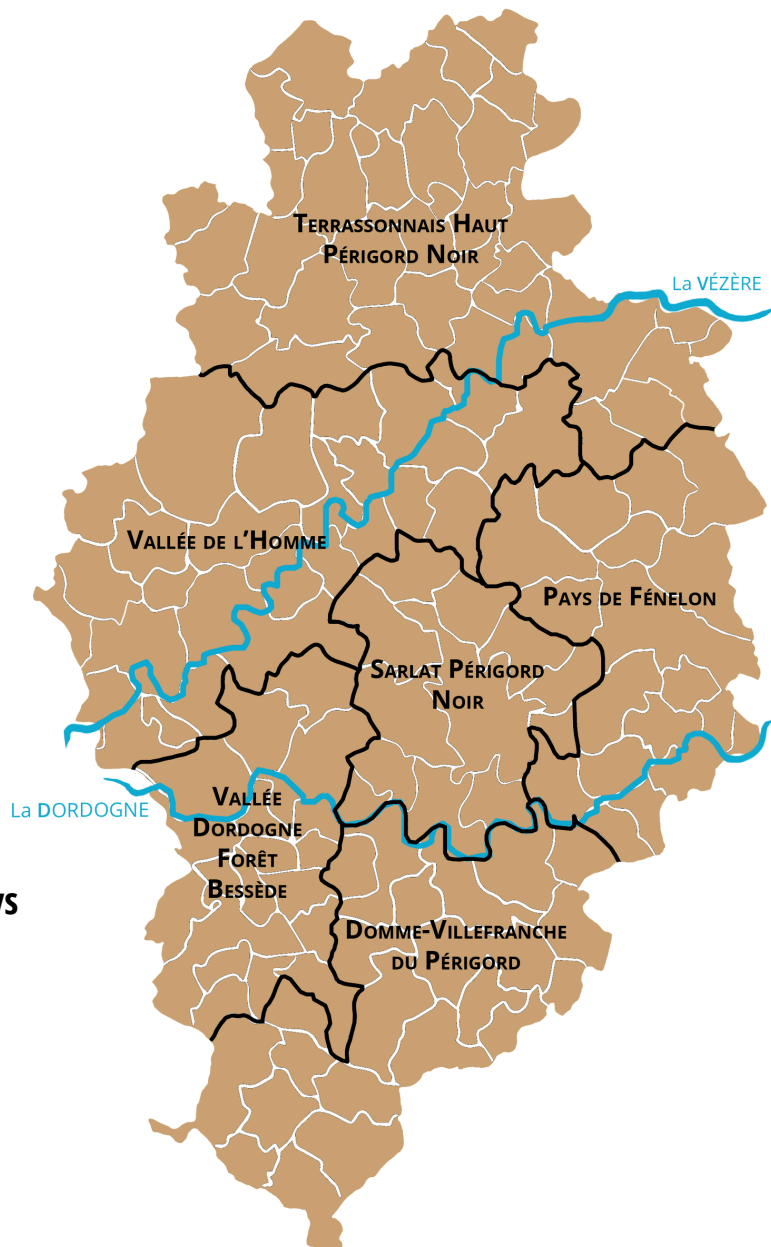 Terrassonnais Haut
Périgord Noir
La VÉZÈRE
Vallée de l'Homme
Pays de Fénelon
Sarlat Périgord
Noir
La DORDOGNE
Vallée
Dordogne
Forêt
Bessède
Domme-Villefranche
du Périgord